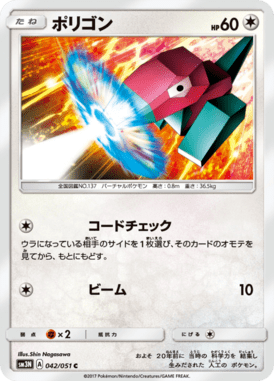 たね ポリゴン HP60
全国図鑑NO.137 バーチャルポケモン 高さ:0.8m 重さ:36.5kg
コードチェック
ウラになっている相手のサイドを1枚選び、そのカードのオモテを
見てから、もとにもどす。
ビーム 10
弱点 ×2 抵抗力 にげる
Illus.Shin Nagasawa
SM3N A 042/051 C
およそ20年前に当時の科学力を
結集し生みだされた人工のポケモン。
©2017 Pokémon/Nintendo/Creatures/GAME FREAK.